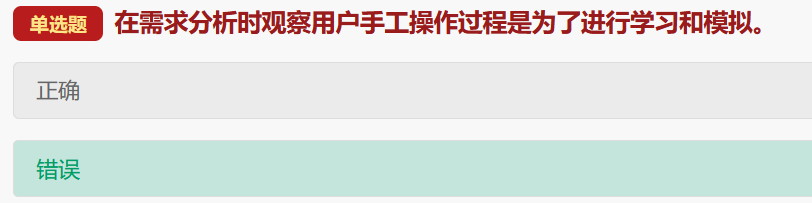 单选题 在需求分析时观察用户手工操作过程是为了进行学习和模拟。
正确
错误